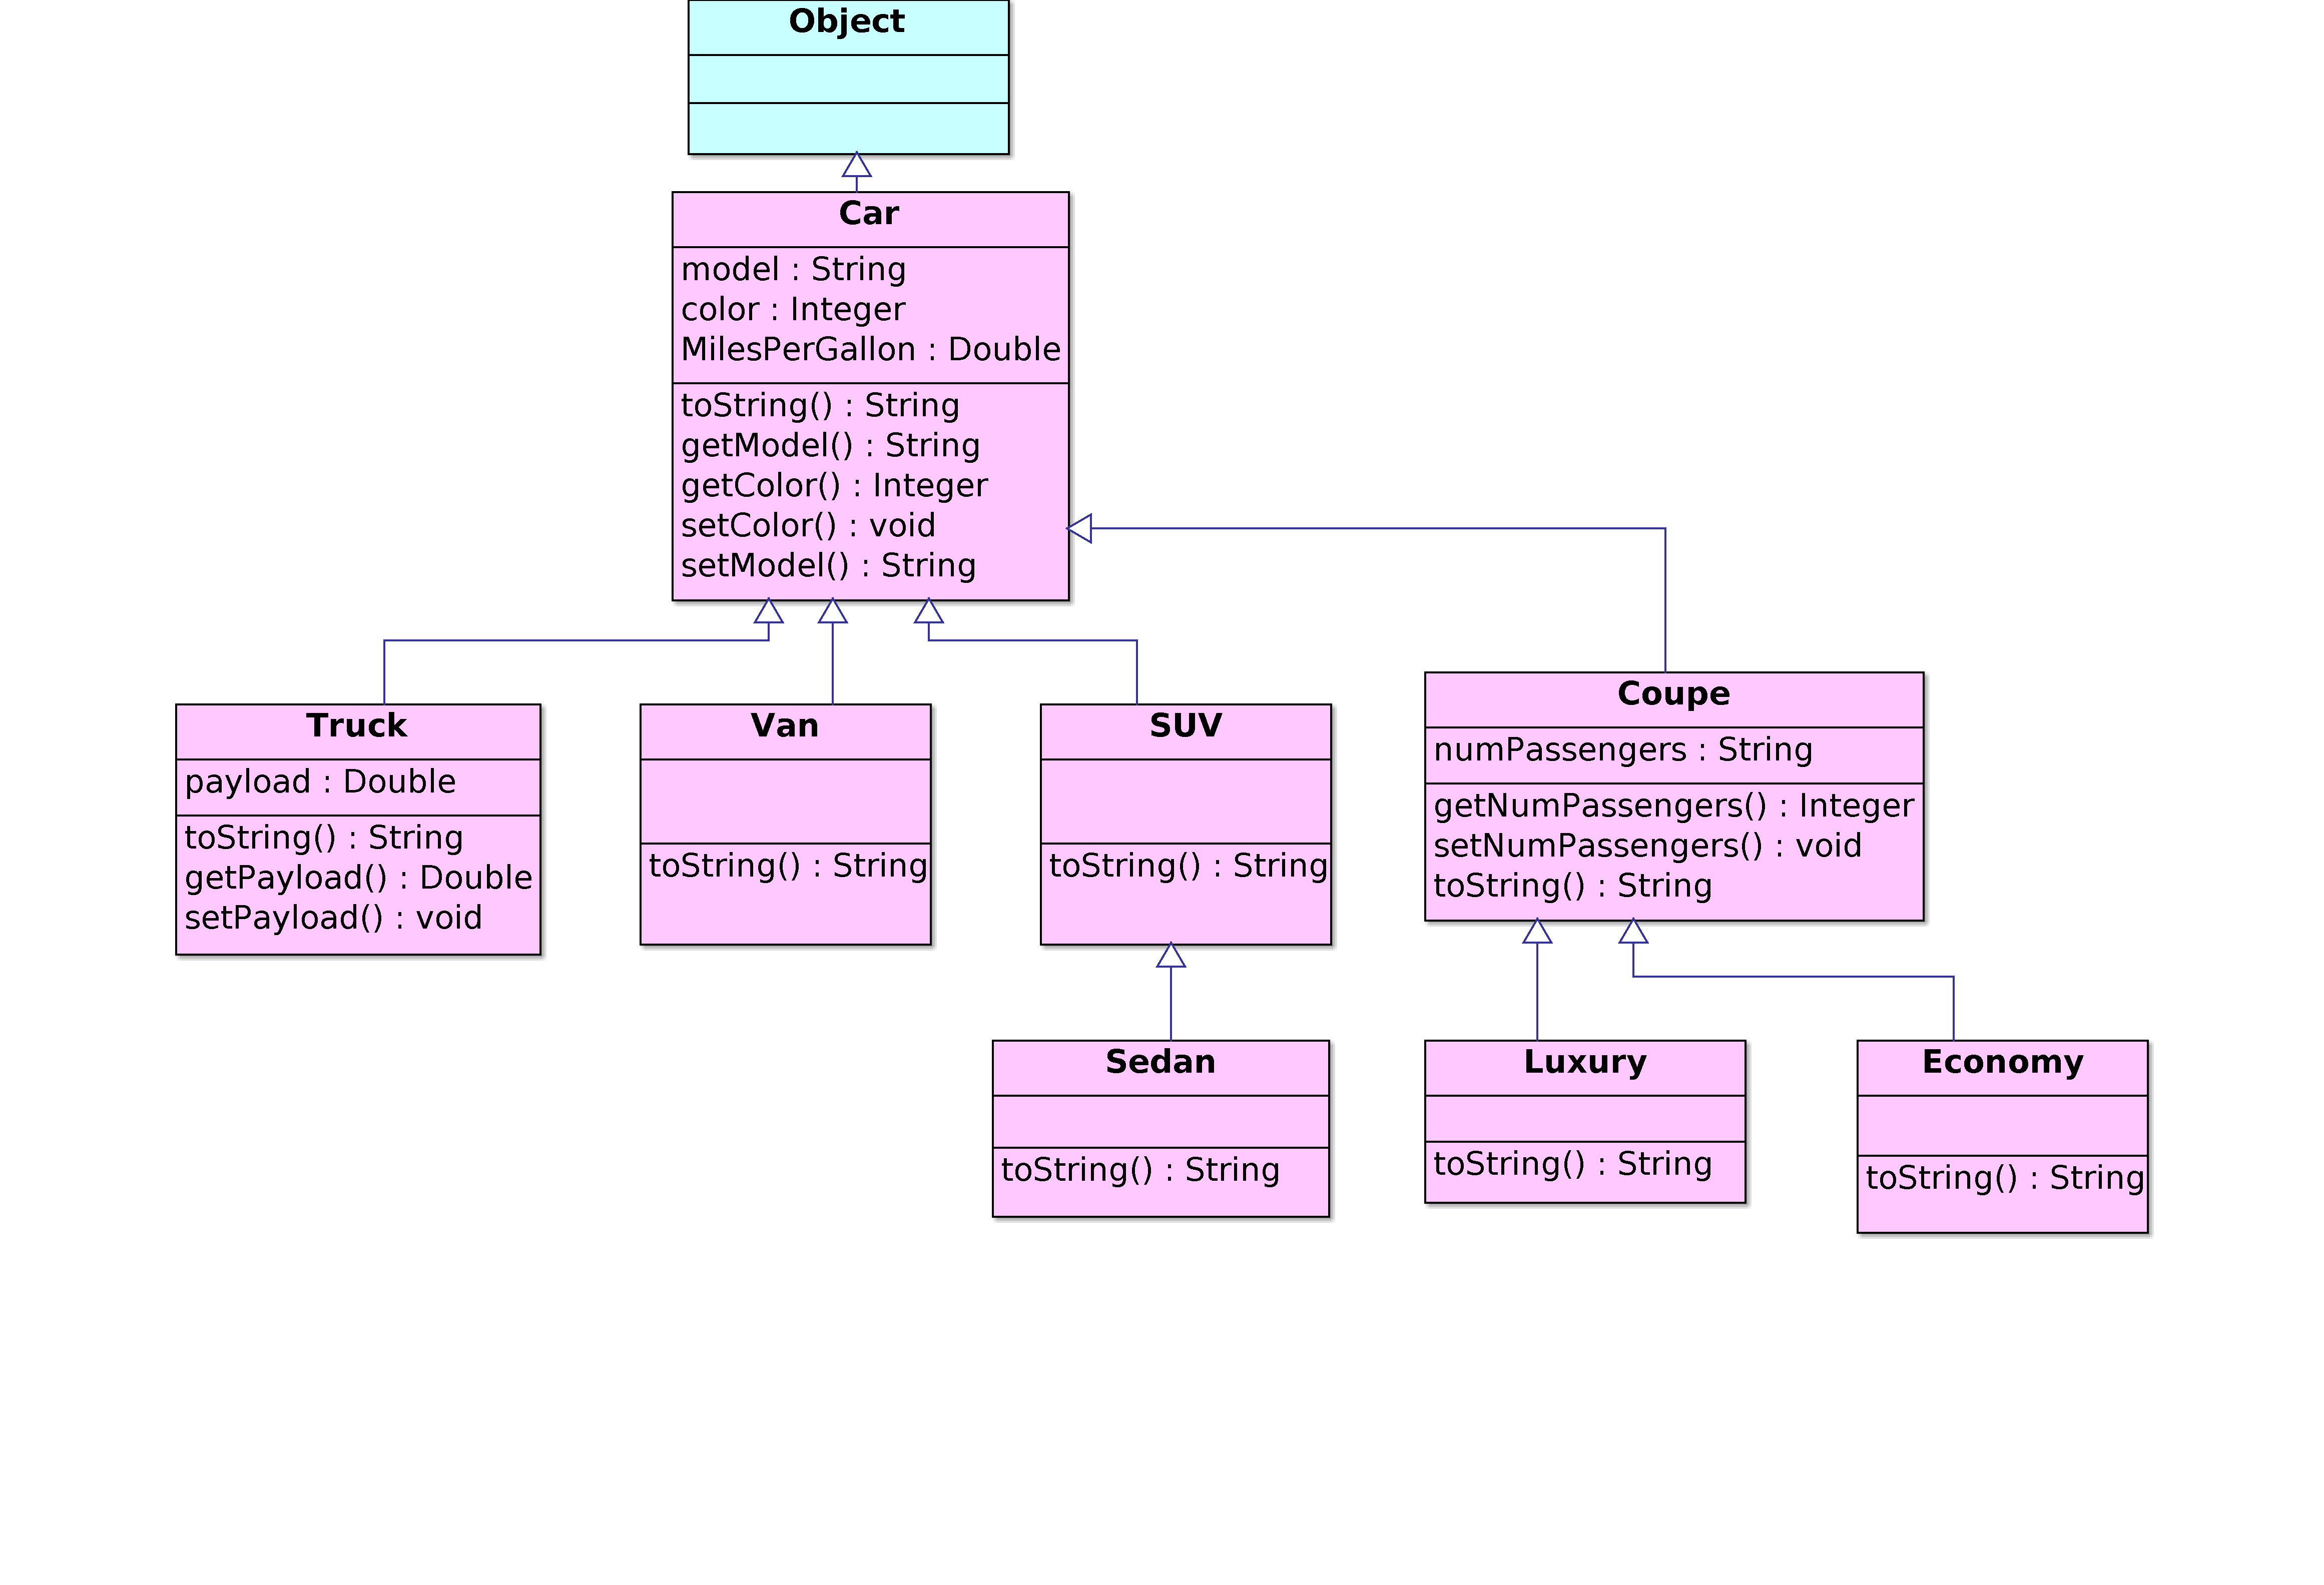 Object
Car
model : String
color : Integer
MilesPerGallon : Double
toString() : String
getModel() : String
getColor() : Integer
setColor() : void
setModel() : String
Truck
payload : Double
toString() : String
getPayload() : Double
setPayload() : void
Van
toString() : String
SUV
toString() : String
Coupe
numPassengers : String
getNumPassengers() : Integer
setNumPassengers() : void
toString() : String
Sedan
toString() : String
Luxury
toString() : String
Economy
toString() : String